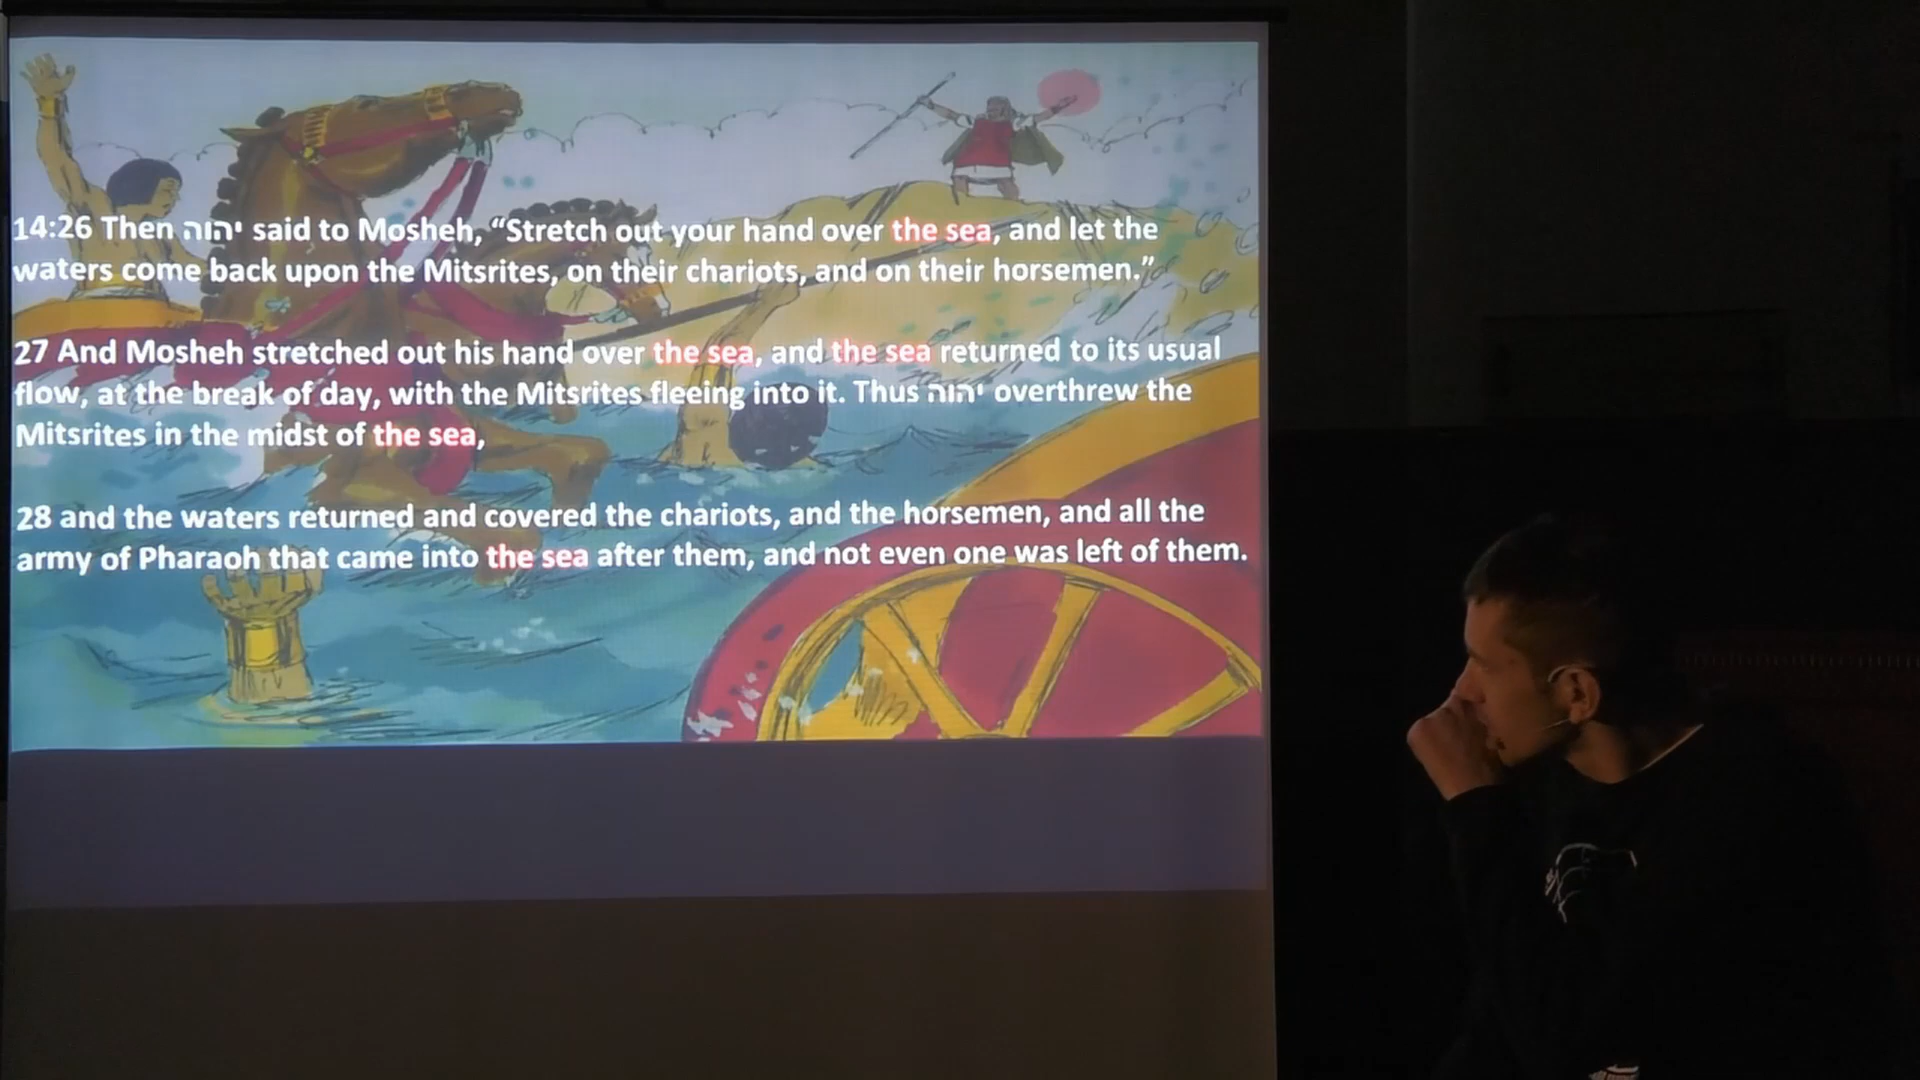 14:26 Then יהוה said to Mosheh, “Stretch out your hand over the sea, and let the
waters come back upon the Mitsrites, on their chariots, and on their horsemen.”
27 And Mosheh stretched out his hand over the sea, and the sea returned to its usual
flow, at the break of day, with the Mitsrites fleeing into it. Thus יהוה overthrew the
Mitsrites in the midst of the sea,
28 and the waters returned and covered the chariots, and the horsemen, and all the
army of Pharaoh that came into the sea after them, and not even one was left of them.